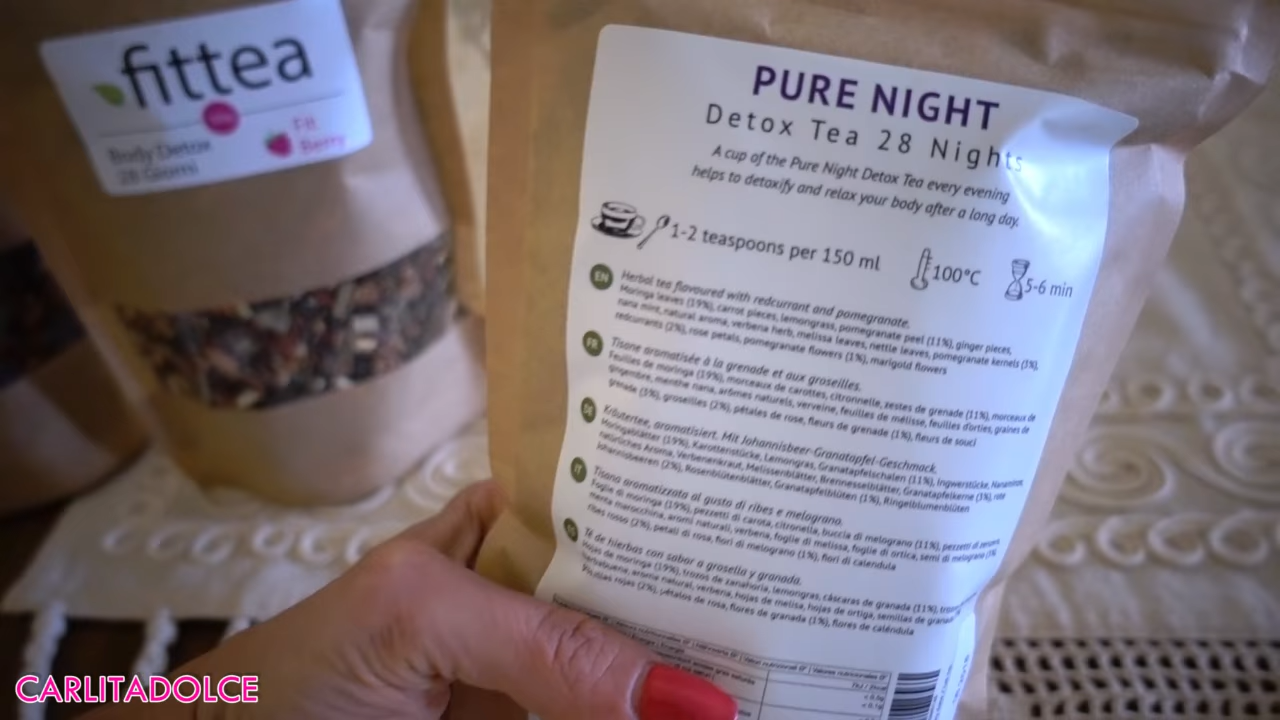 fittea
Body Detox
28 Giorni
Fit
Berry
PURE NIGHT
Detox Tea 28 Nights
A cup of the Pure Night Detox Tea every evening
helps to detoxify and relax your body after a long day.
1-2 teaspoons per 150 ml
100°C
5-6 min
EN
Herbal tea flavoured with redcurrant and pomegranate.
Moringa leaves (19%), carrot pieces, lemongrass, pomegranate peel (11%), ginger pieces,
nana mint, natural aroma, verbena herb, melissa leaves, nettle leaves, pomegranate kernels (3%),
redcurrants (2%), rose petals, pomegranate flowers (1%), marigold flowers
FR
Tisane aromatisée à la grenade et aux groseilles.
Feuilles de moringa (19%), morceaux de carottes, citronnelle, zestes de grenade (11%), morceaux de
gingembre, menthe nana, arômes naturels, verveine, feuilles de mélisse, feuilles d'orties, graines de
grenade (3%), groseilles (2%), pétales de rose, fleurs de grenade (1%), fleurs de souci
DE
Kräutertee, aromatisiert. Mit Johannisbeer-Granatapfel-Geschmack.
Moringablätter (19%), Karottenstücke, Lemongras, Granatapfelschalen (11%), Ingwerstücke, Nanaminze,
natürliches Aroma, Verbenenkraut, Melissenblätter, Brennesselblätter, Granatapfelkerne (3%), rote
Johannisbeeren (2%), Rosenblütenblätter, Granatapfelblüten (1%), Ringelblumenblüten
IT
Tisana aromatizzata al gusto di ribes e melograno.
Foglie di moringa (19%), pezzetti di carota, citronella, buccia di melograno (11%), pezzetti di zenzero,
menta marocchina, aromi naturali, verbena, foglie di melissa, foglie di ortica, semi di melograno (3%
ribes rosso (2%), petali di rosa, fiori di melograno (1%), fiori di calendula
Té de hierbas con sabor a grosella y granada.
Hojas de moringa (19%), trozos de zanahoria, lemongras, cáscaras de granada (11%),
hierbabuena, aroma natural, verbena, hojas de melisa, hojas de ortiga, semillas de
grosellas rojas (2%), pétalos de rosa, flores de granada (1%), flores de caléndula
CARLITADOLCE